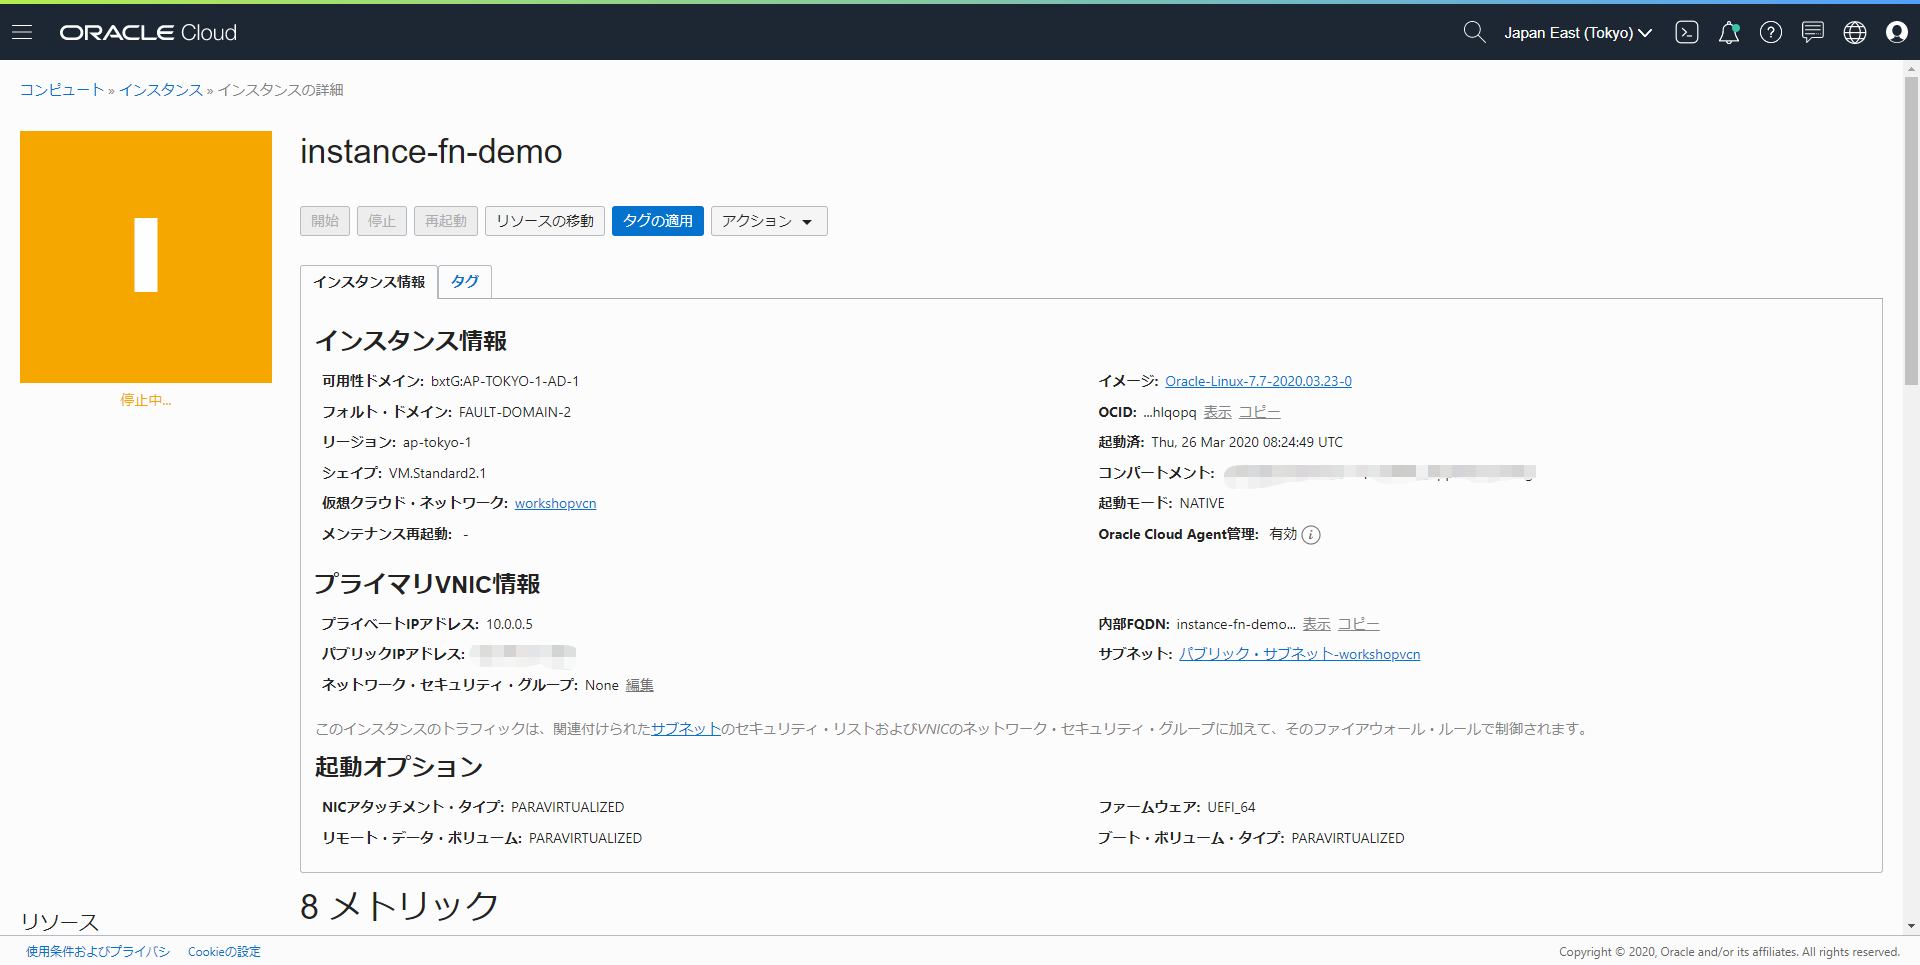 ORACLE Cloud
Japan East (Tokyo)
コンピュート » インスタンス » インスタンスの詳細
I
停止中...
instance-fn-demo
開始 停止 再起動 リソースの移動 タグの適用 アクション
インスタンス情報 タグ
インスタンス情報
可用性ドメイン: bxtG:AP-TOKYO-1-AD-1
フォルト・ドメイン: FAULT-DOMAIN-2
リージョン: ap-tokyo-1
シェイプ: VM.Standard2.1
仮想クラウド・ネットワーク: workshopvcn
メンテナンス再起動: -
イメージ: Oracle-Linux-7.7-2020.03.23-0
OCID: ...hlqopq 表示 コピー
起動済: Thu, 26 Mar 2020 08:24:49 UTC
コンパートメント:
起動モード: NATIVE
Oracle Cloud Agent管理: 有効
プライマリVNIC情報
プライベートIPアドレス: 10.0.0.5
パブリックIPアドレス:
ネットワーク・セキュリティ・グループ: None 編集
内部FQDN: instance-fn-demo... 表示 コピー
サブネット: パブリック・サブネット-workshopvcn
このインスタンスのトラフィックは、関連付けられたサブネットのセキュリティ・リストおよびVNICのネットワーク・セキュリティ・グループに加えて、そのファイアウォール・ルールで制御されます。
起動オプション
NICアタッチメント・タイプ: PARAVIRTUALIZED
リモート・データ・ボリューム: PARAVIRTUALIZED
ファームウェア: UEFI_64
ブート・ボリューム・タイプ: PARAVIRTUALIZED
リソース
8 メトリック
使用条件およびプライバシ Cookieの設定
Copyright © 2020, Oracle and/or its affiliates. All rights reserved.